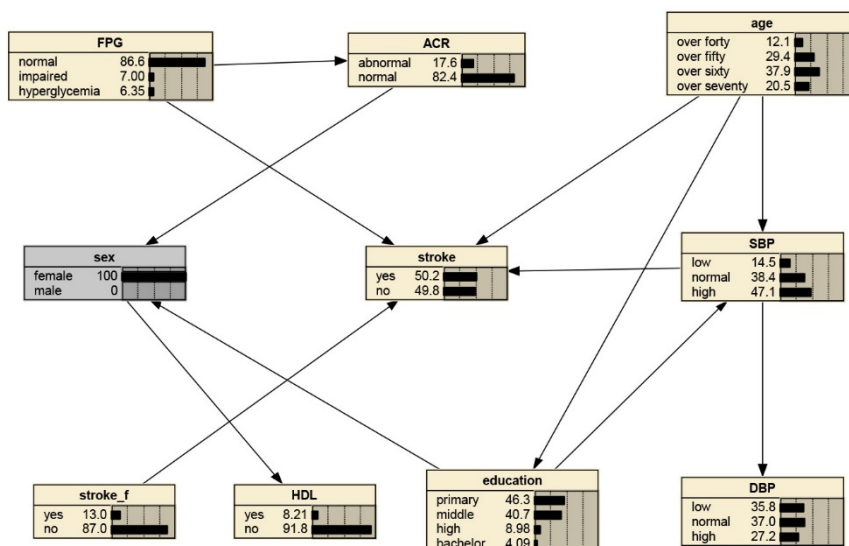 FPG
normal 86.6
impaired 7.00
hyperglycemia 6.35
ACR
abnormal 17.6
normal 82.4
age
over forty 12.1
over fifty 29.4
over sixty 37.9
over seventy 20.5
sex
female 100
male 0
stroke
yes 50.2
no 49.8
SBP
low 14.5
normal 38.4
high 47.1
stroke_f
yes 13.0
no 87.0
HDL
yes 8.21
no 91.8
education
primary 46.3
middle 40.7
high 8.98
bachelor 4.09
DBP
low 35.8
normal 37.0
high 27.2